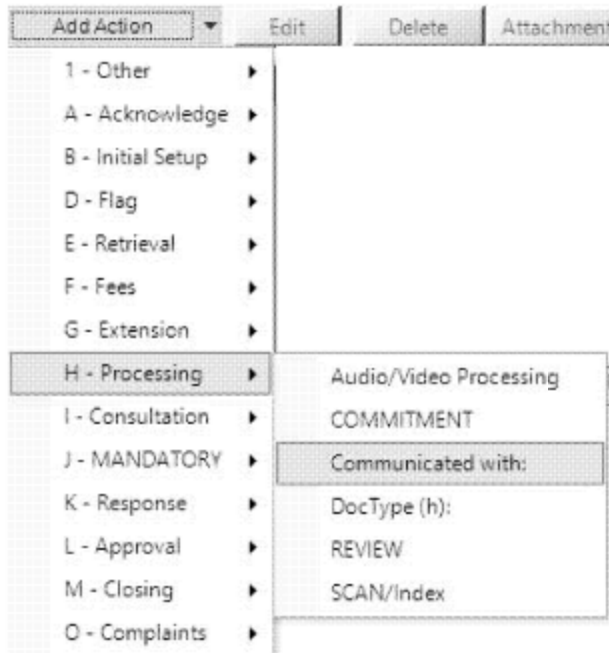 Add Action Edit Delete Attachment
1 - Other
A - Acknowledge
B - Initial Setup
D - Flag
E - Retrieval
F - Fees
G - Extension
H - Processing
I - Consultation
J - MANDATORY
K - Response
L - Approval
M - Closing
O - Complaints
Audio/Video Processing
COMMITMENT
Communicated with:
DocType (h):
REVIEW
SCAN/Index